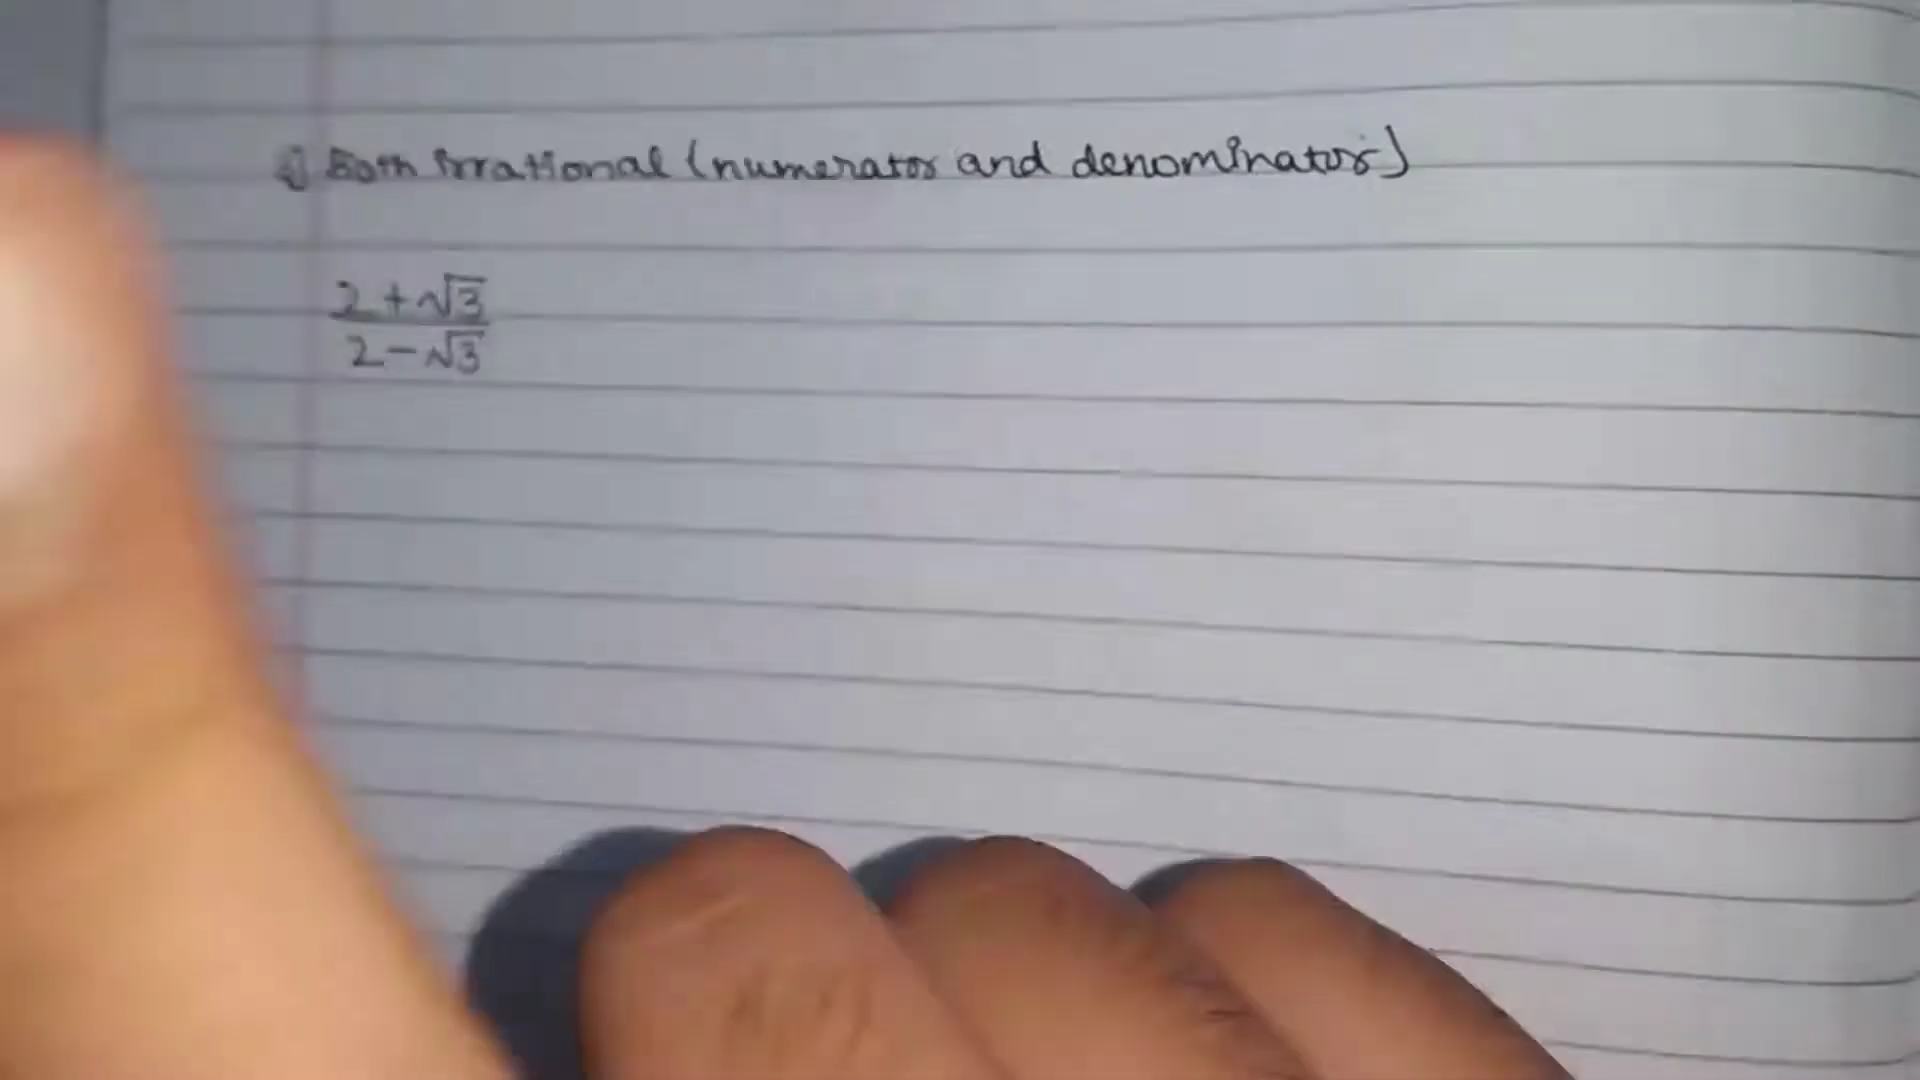 Both irrational (numerator and denominator)
2+√3
2-√3